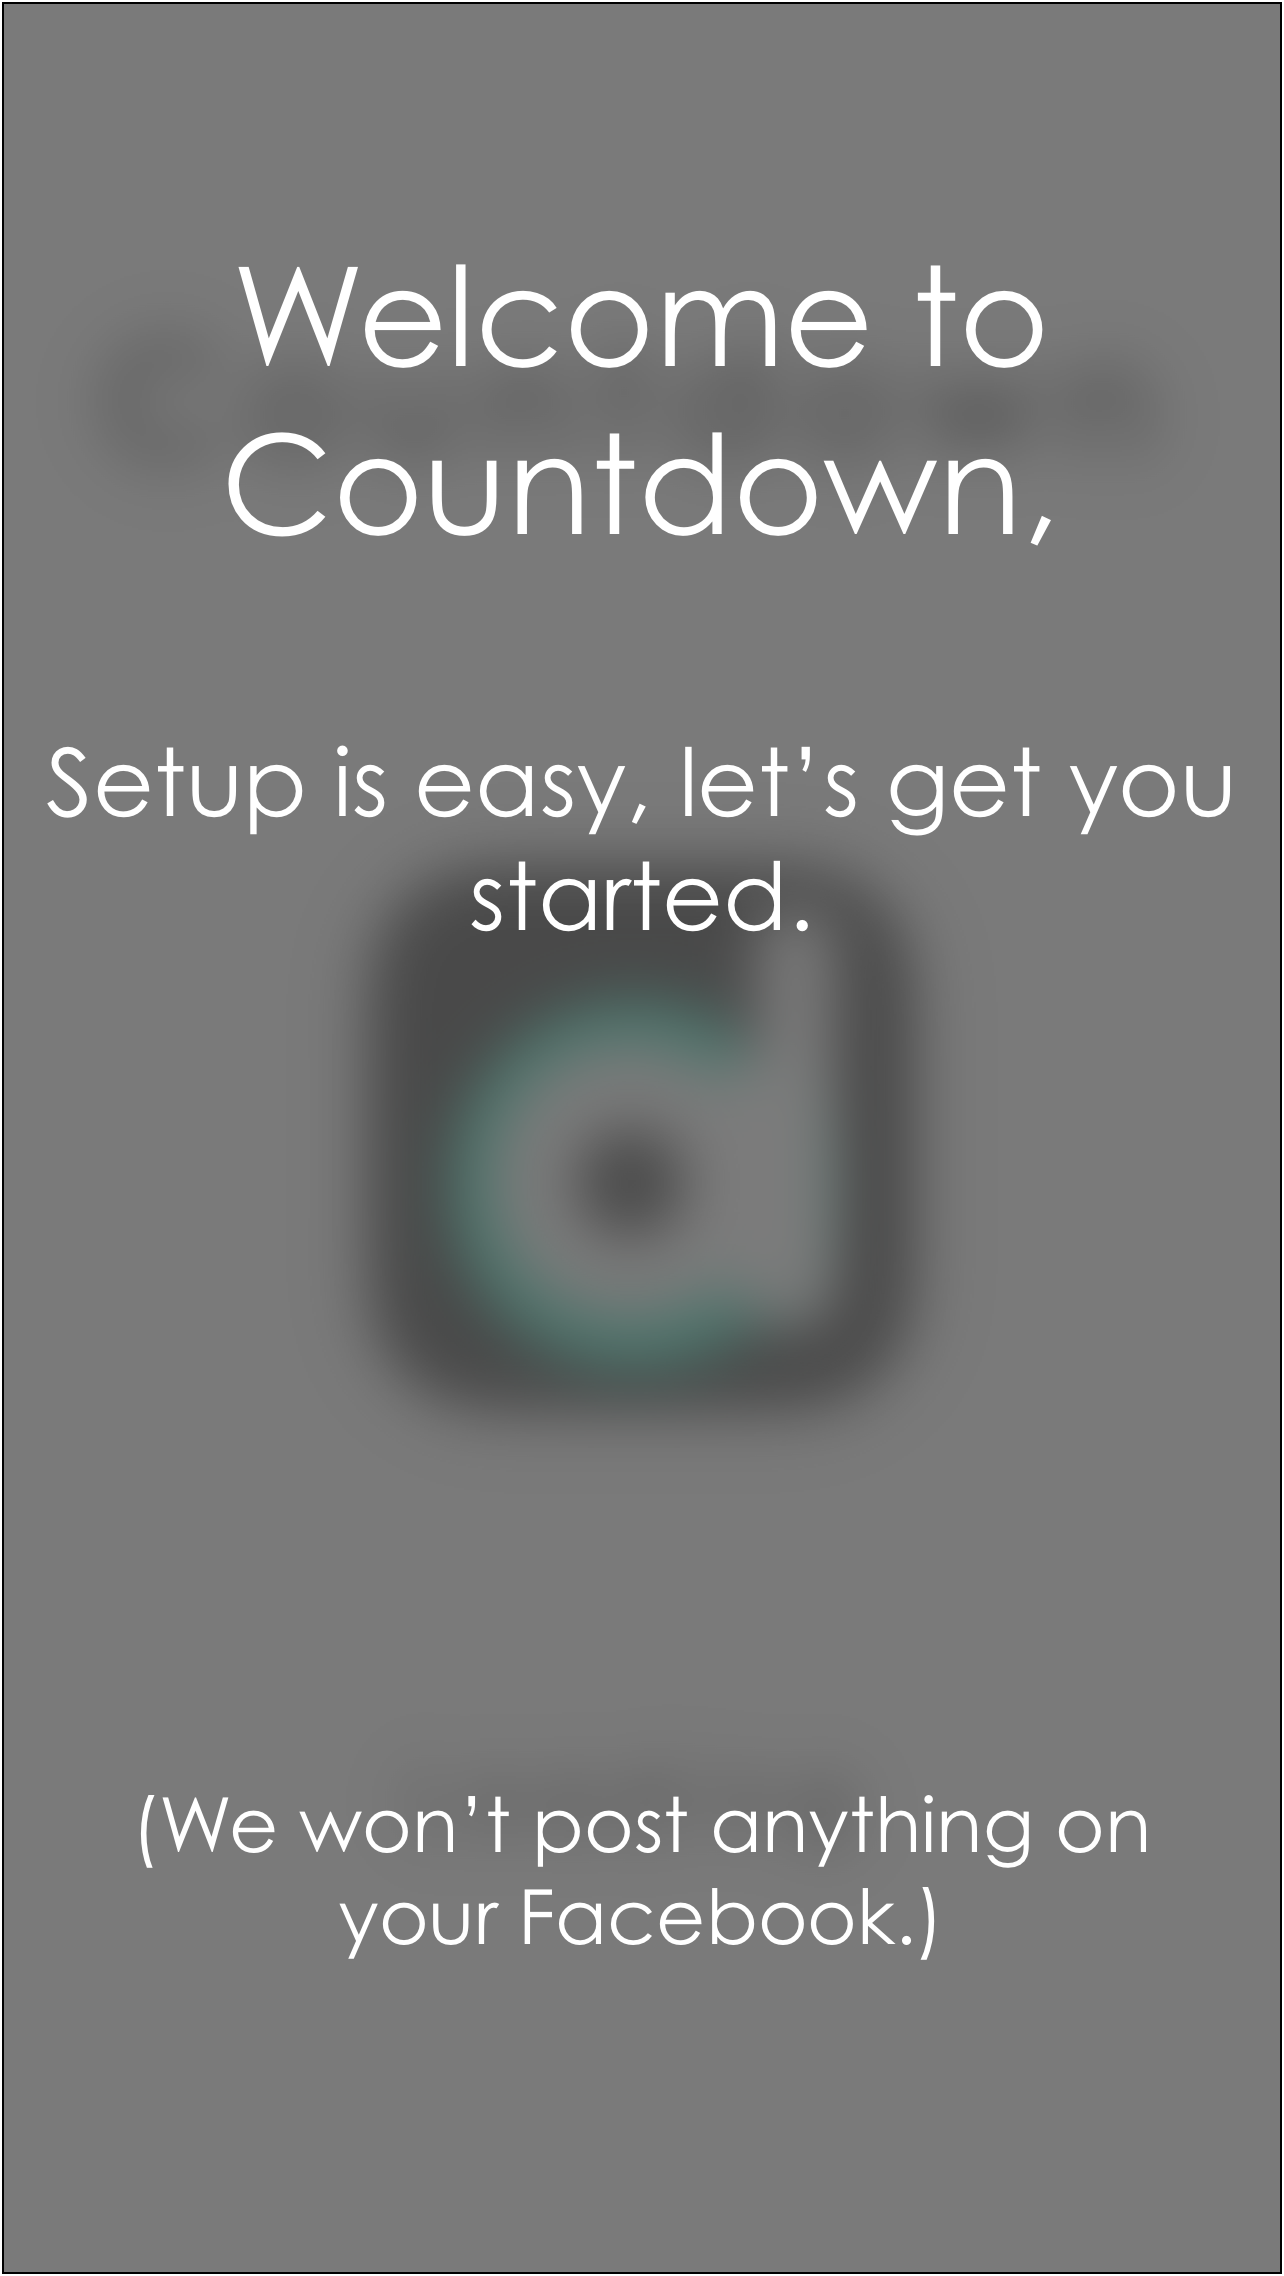 Welcome to
Countdown,
Setup is easy, let’s get you
started.
(We won’t post anything on
your Facebook.)